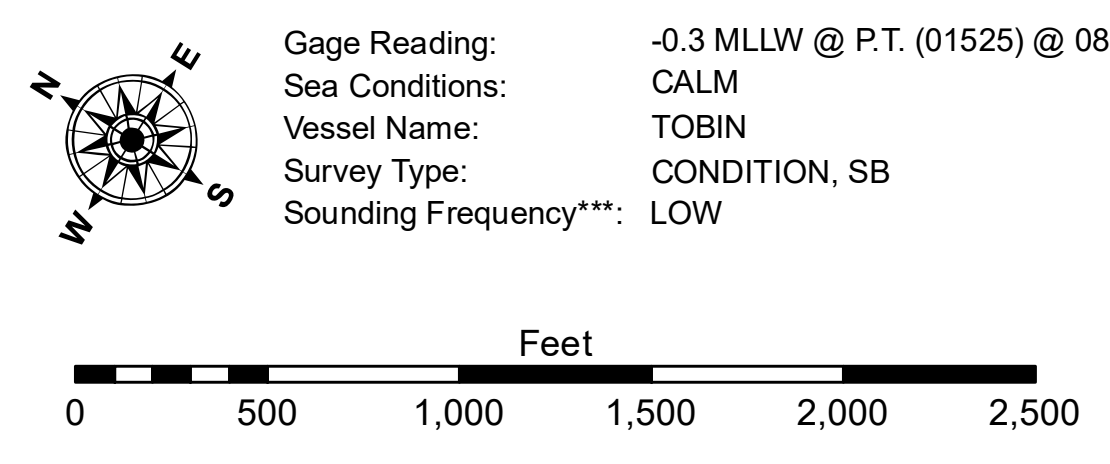 N
E
W
S
Gage Reading: -0.3 MLLW @ P.T. (01525) @ 08
Sea Conditions: CALM
Vessel Name: TOBIN
Survey Type: CONDITION, SB
Sounding Frequency***: LOW
Feet
0 500 1,000 1,500 2,000 2,500